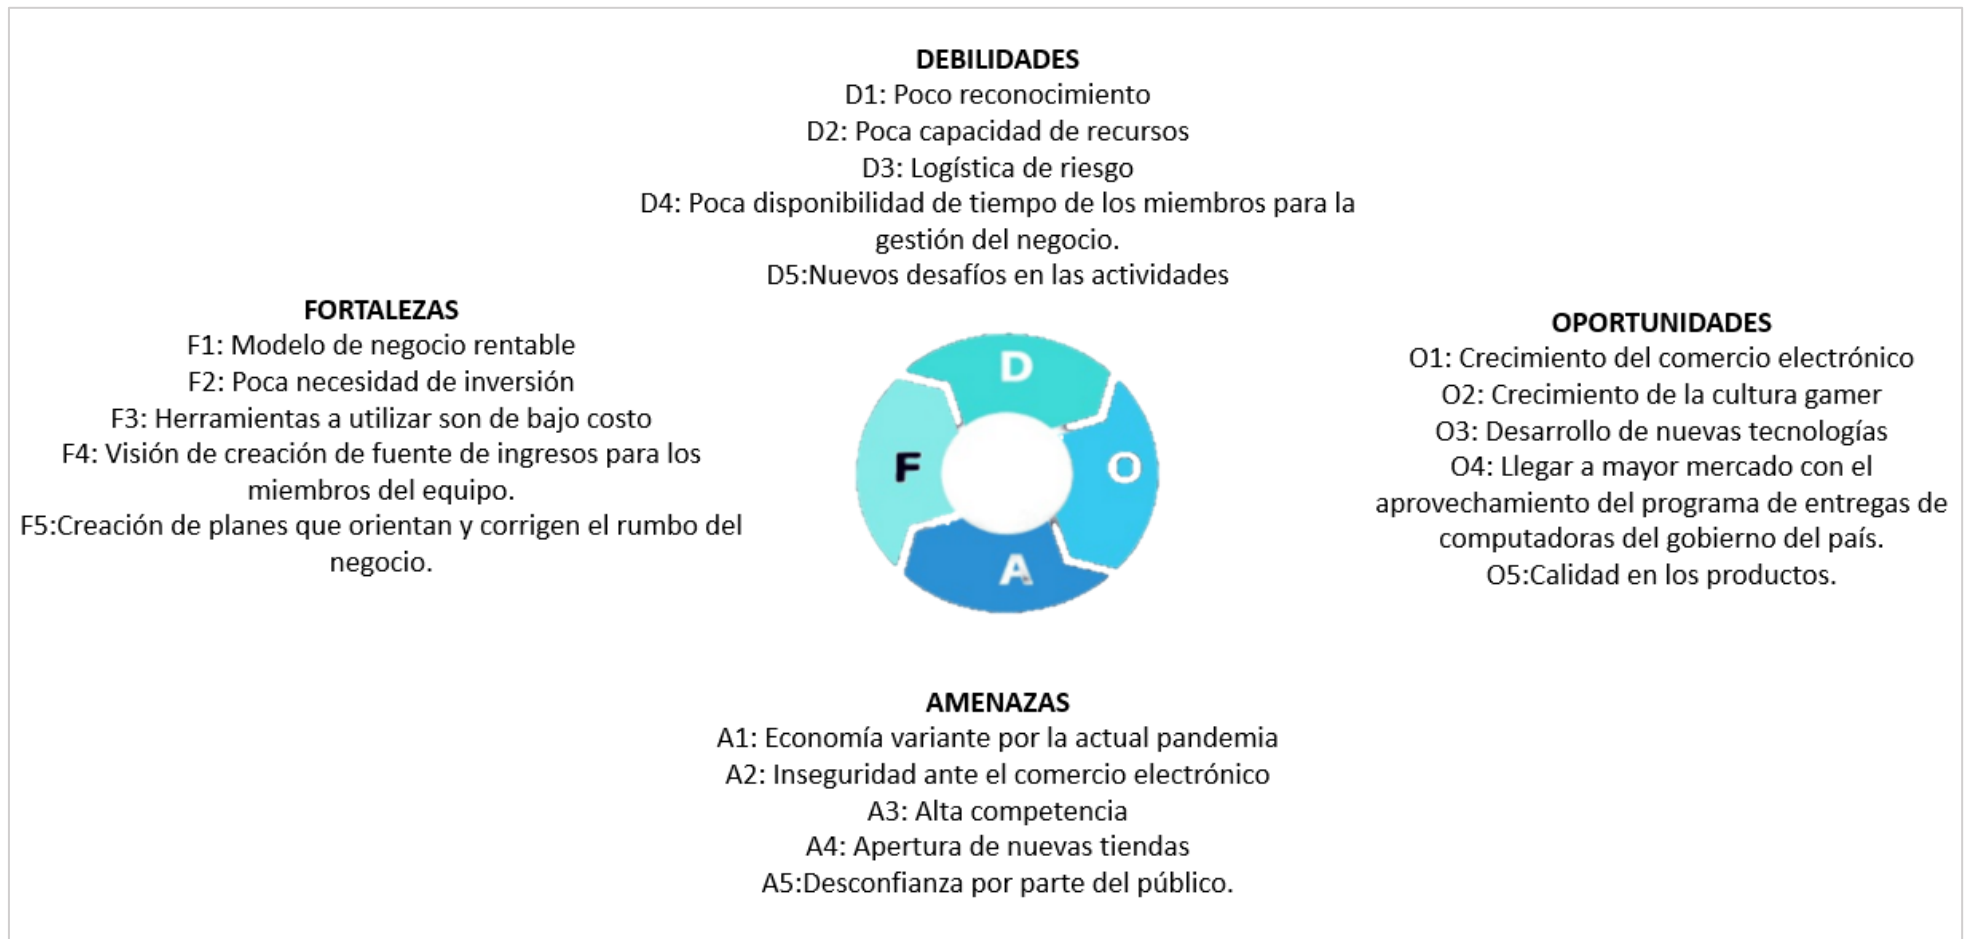 DEBILIDADES
D1: Poco reconocimiento
D2: Poca capacidad de recursos
D3: Logística de riesgo
D4: Poca disponibilidad de tiempo de los miembros para la
gestión del negocio.
D5:Nuevos desafíos en las actividades
FORTALEZAS
F1: Modelo de negocio rentable
F2: Poca necesidad de inversión
F3: Herramientas a utilizar son de bajo costo
F4: Visión de creación de fuente de ingresos para los
miembros del equipo.
F5:Creación de planes que orientan y corrigen el rumbo del
negocio.
D
F
O
A
OPORTUNIDADES
O1: Crecimiento del comercio electrónico
O2: Crecimiento de la cultura gamer
O3: Desarrollo de nuevas tecnologías
O4: Llegar a mayor mercado con el
aprovechamiento del programa de entregas de
computadoras del gobierno del país.
O5:Calidad en los productos.
AMENAZAS
A1: Economía variante por la actual pandemia
A2: Inseguridad ante el comercio electrónico
A3: Alta competencia
A4: Apertura de nuevas tiendas
A5:Desconfianza por parte del público.